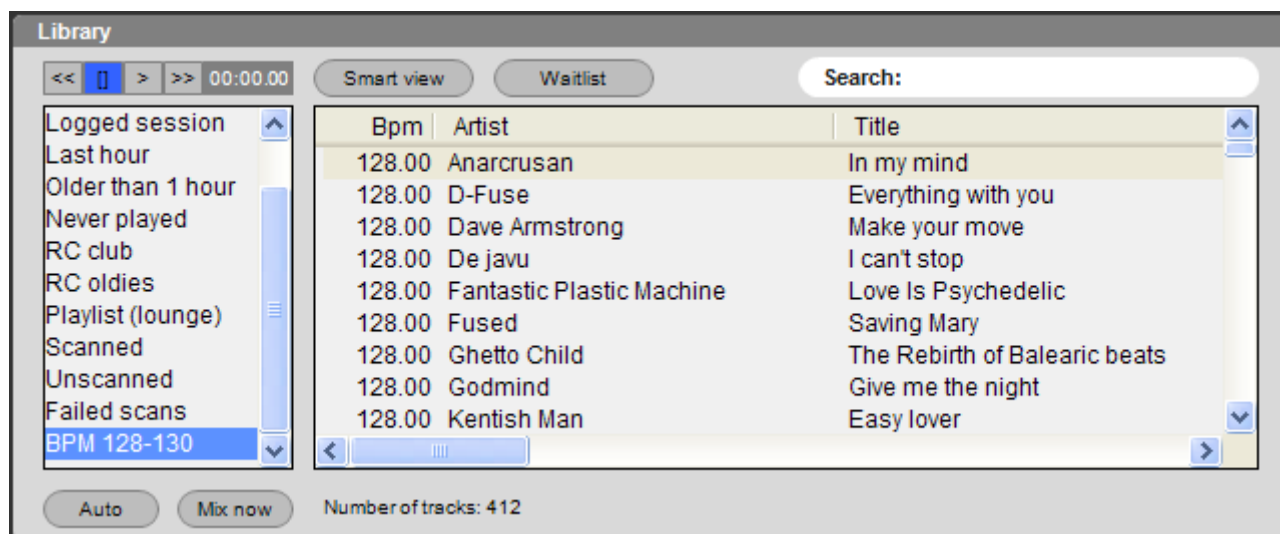 Library
<< [] > >> 00:00.00 Smart view Waitlist Search:
Logged session
Last hour
Older than 1 hour
Never played
RC club
RC oldies
Playlist (lounge)
Scanned
Unscanned
Failed scans
BPM 128-130
Bpm Artist Title
128.00 Anarcrusan In my mind
128.00 D-Fuse Everything with you
128.00 Dave Armstrong Make your move
128.00 De javu I can't stop
128.00 Fantastic Plastic Machine Love Is Psychedelic
128.00 Fused Saving Mary
128.00 Ghetto Child The Rebirth of Balearic beats
128.00 Godmind Give me the night
128.00 Kentish Man Easy lover
Auto Mix now Number of tracks: 412